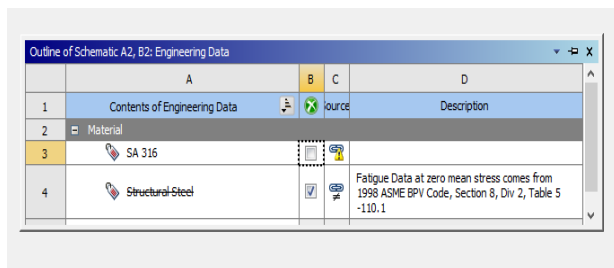 Outline of Schematic A2, B2: Engineering Data
A B C D
1 Contents of Engineering Data ource Description
2 Material
3 SA 316
4 Structural Steel Fatigue Data at zero mean stress comes from
1998 ASME BPV Code, Section 8, Div 2, Table 5
-110.1